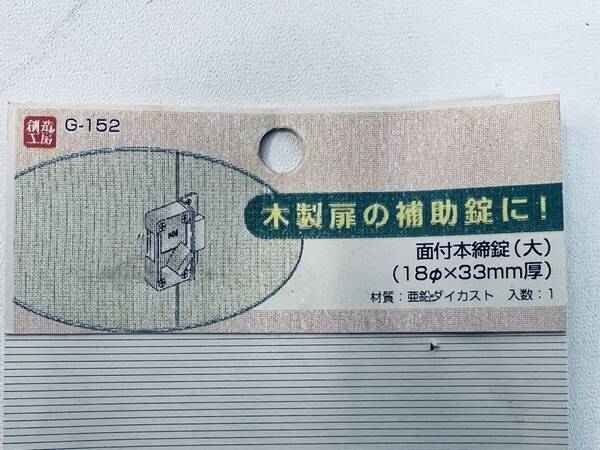 創造
工房
G-152
木製扉の補助錠に！
面付本締錠（大）
（18φ×33mm厚）
材質：亜鉛ダイカスト 入数：1